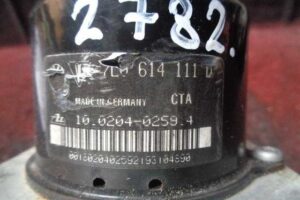 2782.
7L0 614 111 D
MADE IN GERMANY CTA
10.0204-0259.4